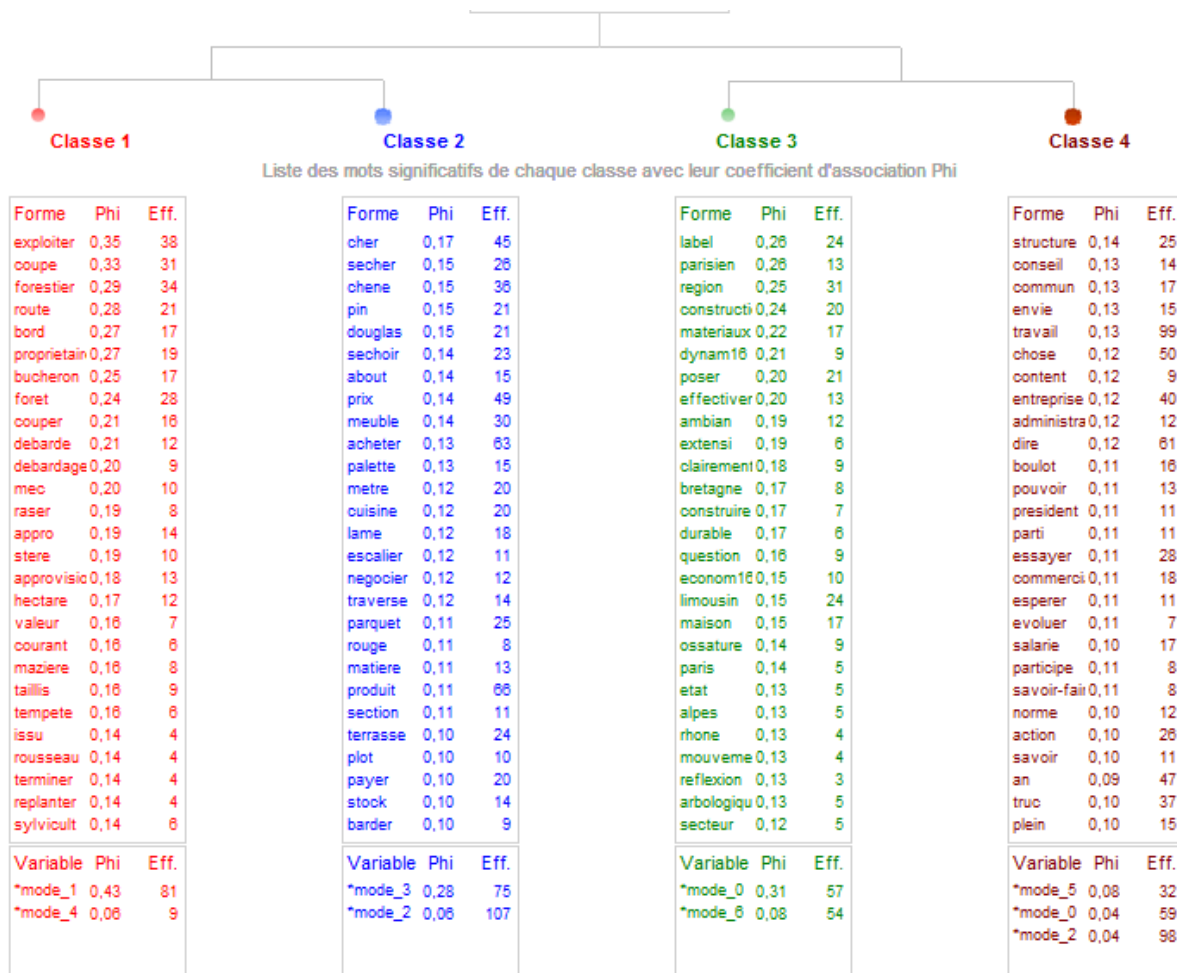 Classe 1 Classe 2 Classe 3 Classe 4
Liste des mots significatifs de chaque classe avec leur coefficient d'association Phi
Forme Phi Eff. Forme Phi Eff. Forme Phi Eff. Forme Phi Eff.
exploiter 0,35 38 cher 0,17 45 label 0,26 24 structure 0,14 25
coupe 0,33 31 secher 0,15 26 parisien 0,26 13 conseil 0,13 14
forestier 0,29 34 chene 0,15 36 region 0,25 31 commun 0,13 17
route 0,28 21 pin 0,15 21 constructi 0,24 20 envie 0,13 15
bord 0,27 17 douglas 0,15 21 materiaux 0,22 17 travail 0,13 99
proprietair 0,27 19 sechoir 0,14 23 dynam16 0,21 9 chose 0,12 50
bucheron 0,25 17 about 0,14 15 poser 0,20 21 content 0,12 9
foret 0,24 28 prix 0,14 49 effectiver 0,20 13 entreprise 0,12 40
couper 0,21 16 meuble 0,14 30 ambian 0,19 12 administra 0,12 12
debarde 0,21 12 acheter 0,13 63 extensi 0,19 6 dire 0,12 61
debardage 0,20 9 palette 0,13 15 clairement 0,18 9 boulot 0,11 16
mec 0,20 10 metre 0,12 20 bretagne 0,17 8 pouvoir 0,11 13
raser 0,19 8 cuisine 0,12 20 construire 0,17 7 president 0,11 11
appro 0,19 14 lame 0,12 18 durable 0,17 6 parti 0,11 11
stere 0,19 10 escalier 0,12 11 question 0,16 9 essayer 0,11 28
approvisic 0,18 13 negocier 0,12 12 econom16 0,15 10 commerci 0,11 18
hectare 0,17 12 traverse 0,12 14 limousin 0,15 24 esperer 0,11 11
valeur 0,16 7 parquet 0,11 25 maison 0,15 17 evoluer 0,11 7
courant 0,16 6 rouge 0,11 8 ossature 0,14 9 salarie 0,10 17
maziere 0,16 8 matiere 0,11 13 paris 0,14 5 participe 0,11 8
taillis 0,16 9 produit 0,11 66 etat 0,13 5 savoir-fair 0,11 8
tempete 0,16 6 section 0,11 11 alpes 0,13 5 norme 0,10 12
issu 0,14 4 terrasse 0,10 24 rhone 0,13 4 action 0,10 26
rousseau 0,14 4 plot 0,10 10 mouveme 0,13 4 savoir 0,10 11
terminer 0,14 4 payer 0,10 20 reflexion 0,13 3 an 0,09 47
replanter 0,14 4 stock 0,10 14 arbologiqu 0,13 5 truc 0,10 37
sylvicult 0,14 6 barder 0,10 9 secteur 0,12 5 plein 0,10 15
Variable Phi Eff. Variable Phi Eff. Variable Phi Eff. Variable Phi Eff.
*mode_1 0,43 81 *mode_3 0,28 75 *mode_0 0,31 57 *mode_5 0,08 32
*mode_4 0,06 9 *mode_2 0,06 107 *mode_6 0,08 54 *mode_0 0,04 59
*mode_2 0,04 98